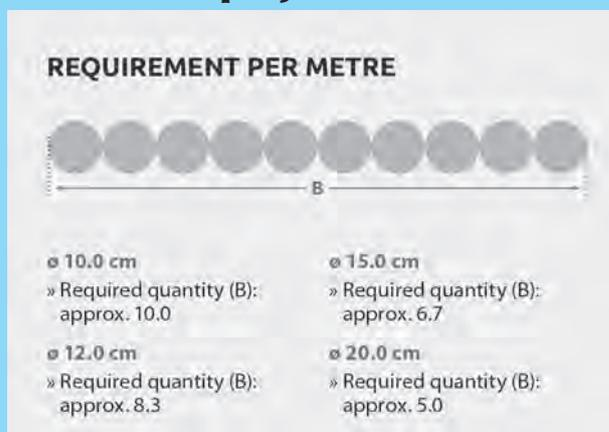 REQUIREMENT PER METRE
B
ø 10.0 cm
» Required quantity (B):
approx. 10.0
ø 12.0 cm
» Required quantity (B):
approx. 8.3
ø 15.0 cm
» Required quantity (B):
approx. 6.7
ø 20.0 cm
» Required quantity (B):
approx. 5.0